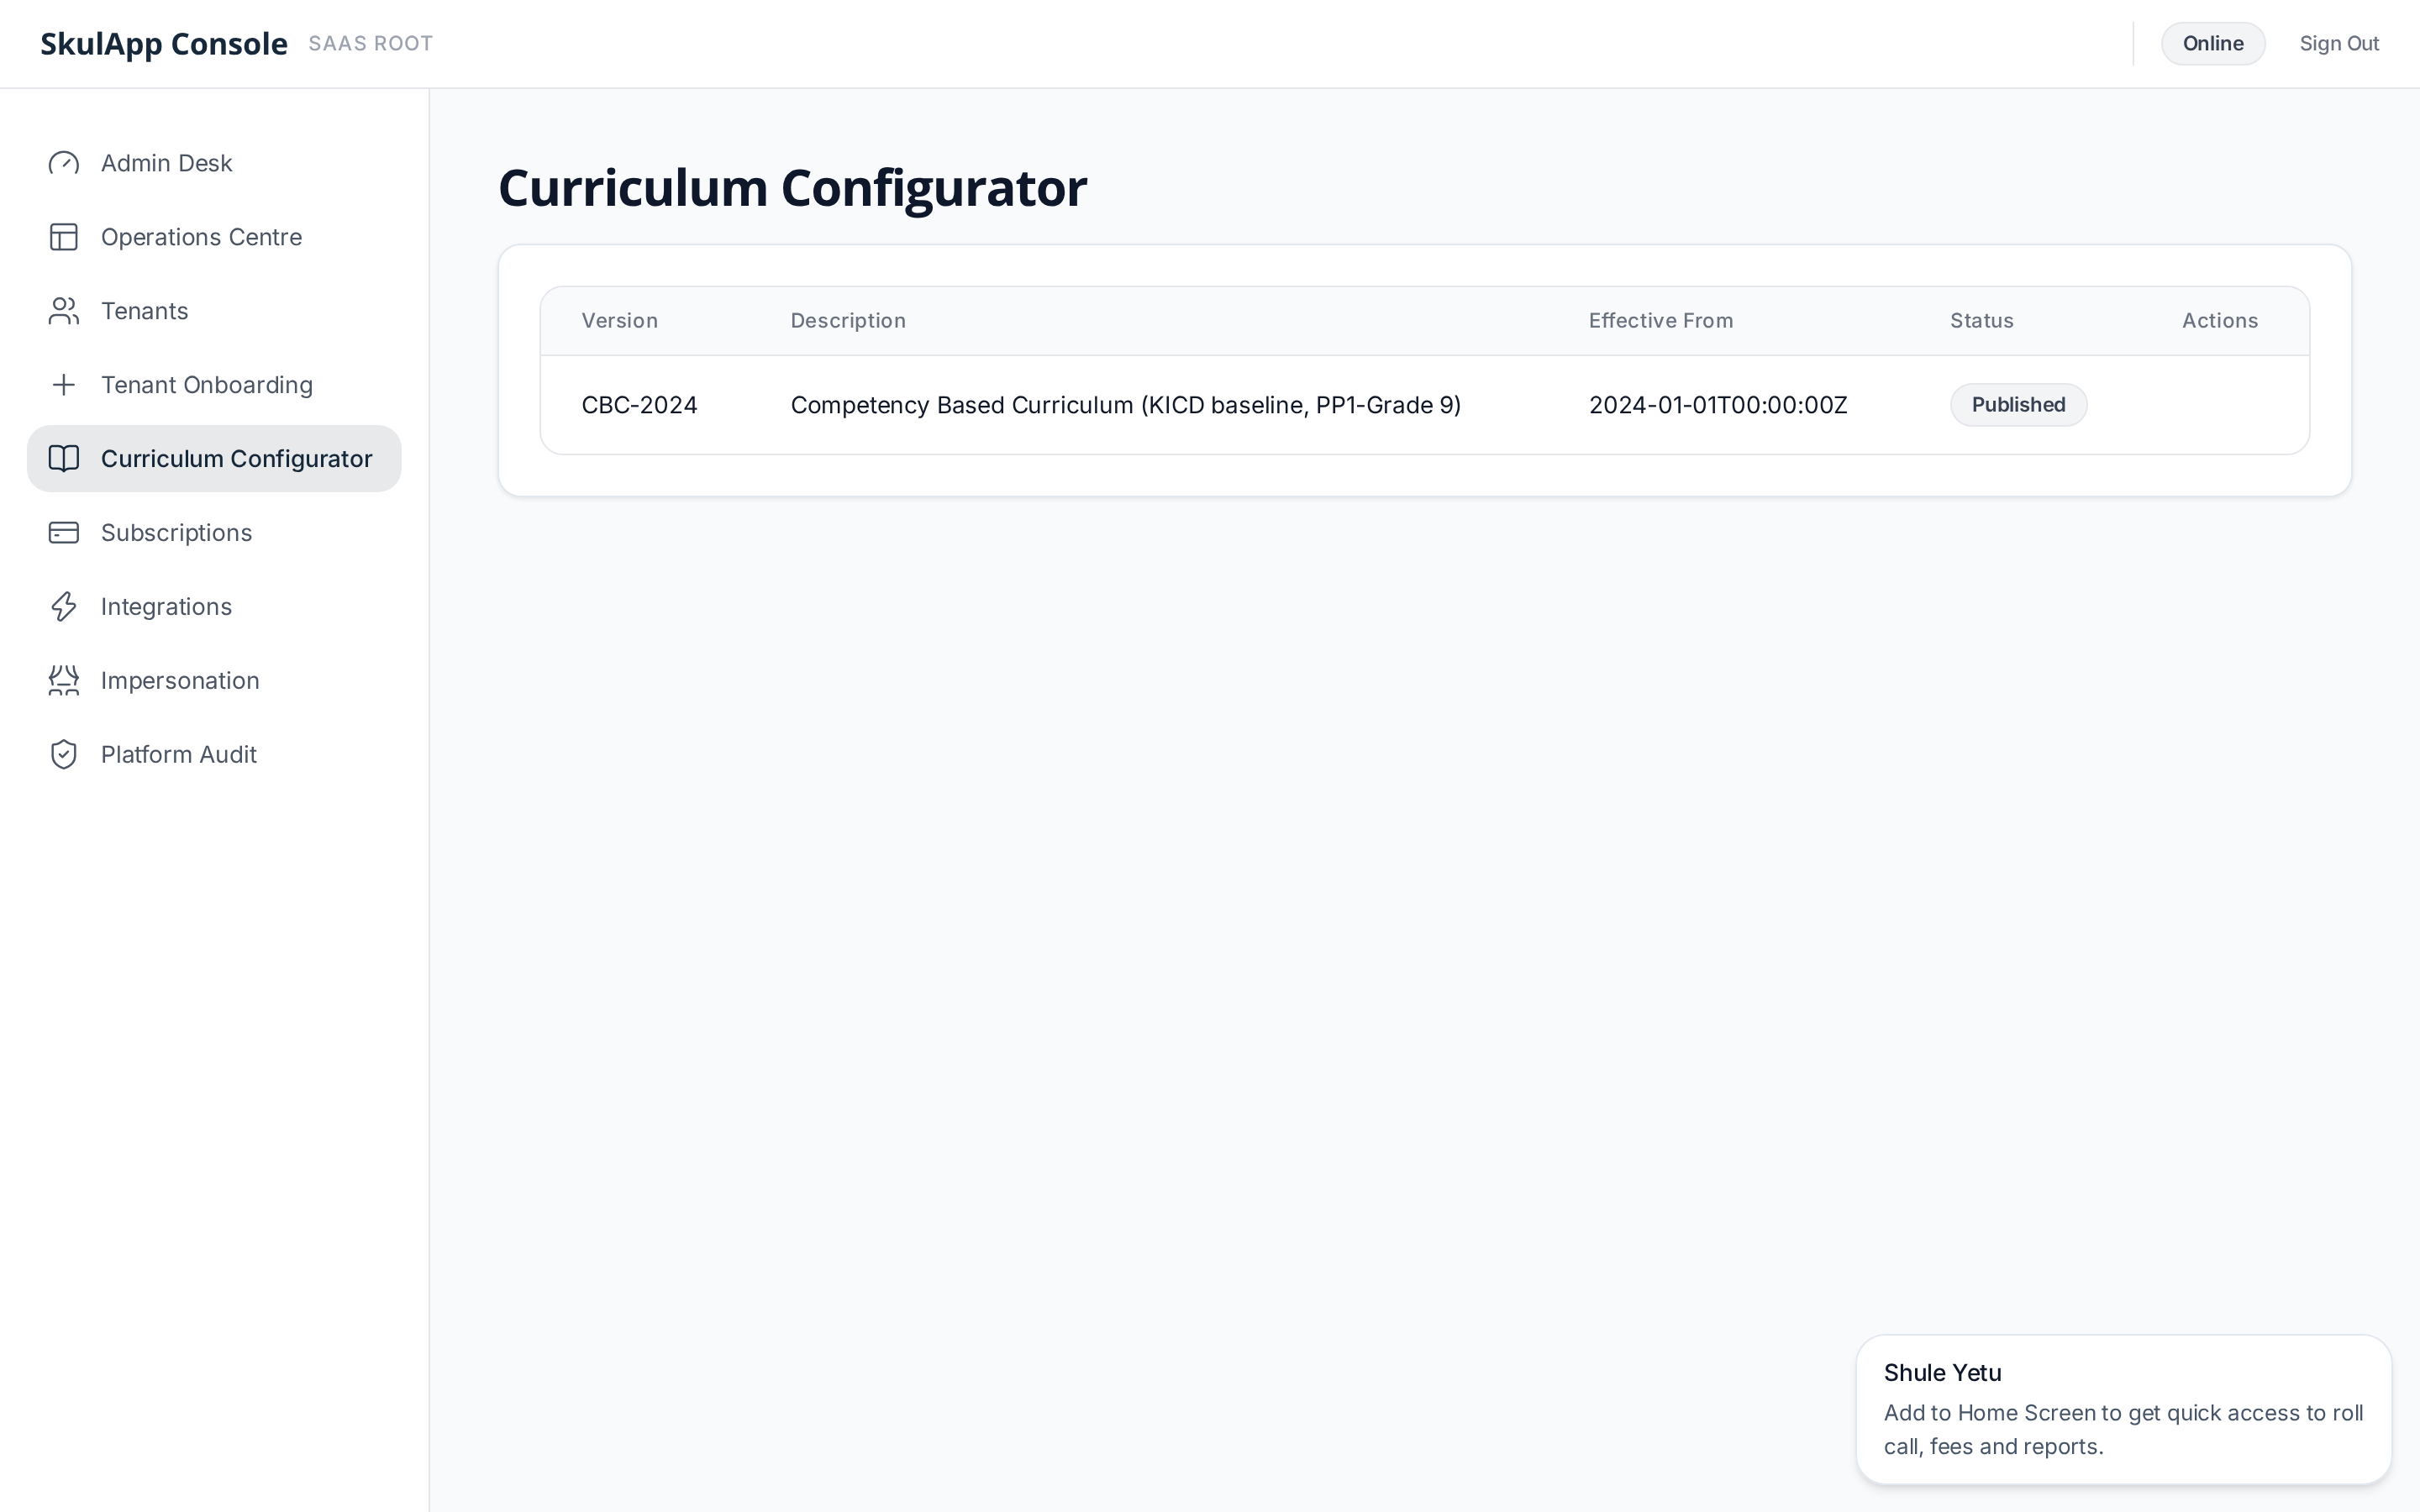 SkulApp Console SAAS ROOT
Online
Sign Out
Admin Desk
Operations Centre
Tenants
Tenant Onboarding
Curriculum Configurator
Subscriptions
Integrations
Impersonation
Platform Audit
Curriculum Configurator
Version Description Effective From Status Actions
CBC-2024 Competency Based Curriculum (KICD baseline, PP1-Grade 9) 2024-01-01T00:00:00Z Published
Shule Yetu
Add to Home Screen to get quick access to roll
call, fees and reports.